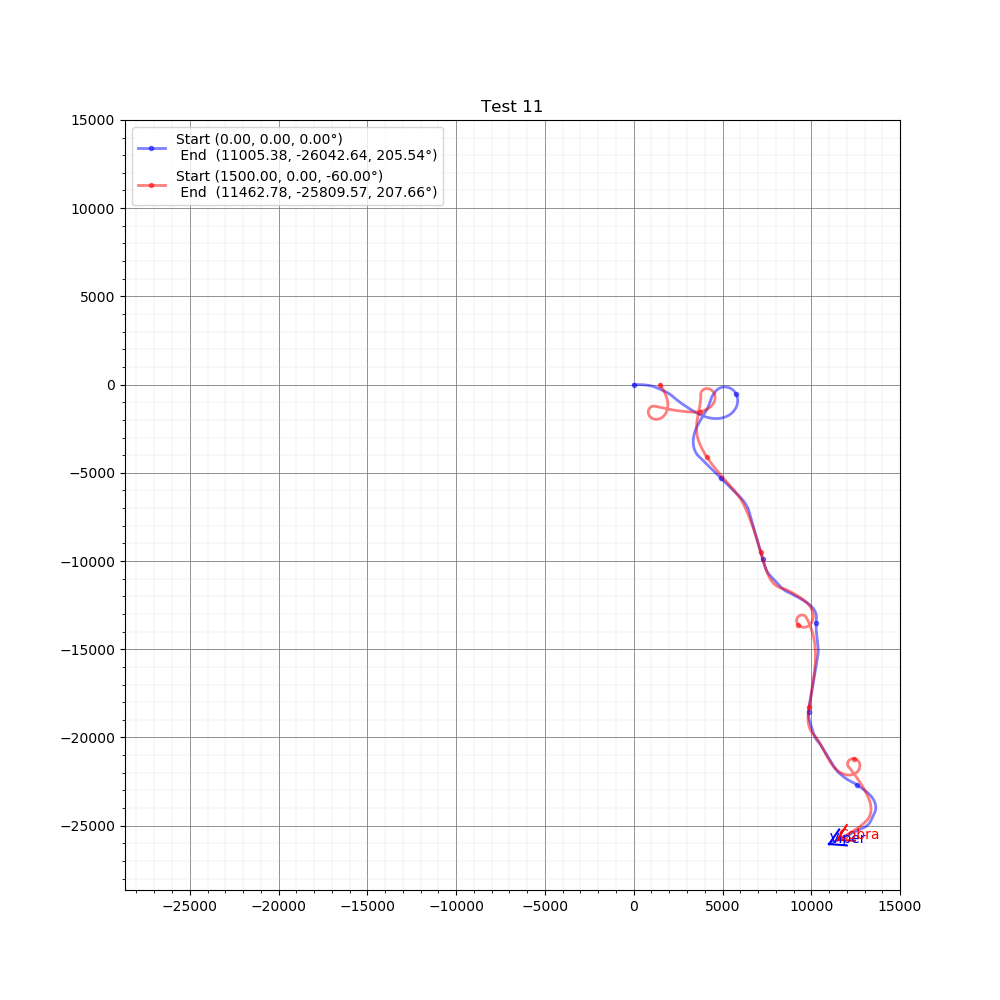 Test 11
Start (0.00, 0.00, 0.00°)
End (11005.38, -26042.64, 205.54°)
Start (1500.00, 0.00, -60.00°)
End (11462.78, -25809.57, 207.66°)
15000
10000
5000
0
−5000
−10000
−15000
−20000
−25000
−25000 −20000 −15000 −10000 −5000 0 5000 10000 15000